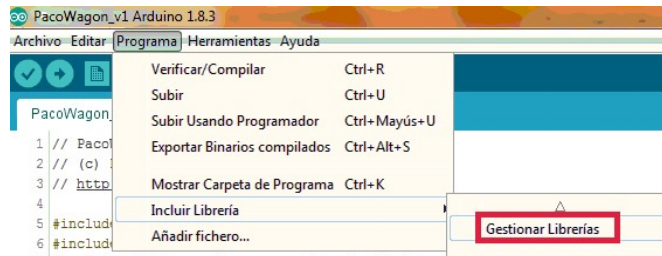 PacoWagon_v1 Arduino 1.8.3
Archivo Editar Programa Herramientas Ayuda
Verificar/Compilar Ctrl+R
Subir Ctrl+U
PacoWagon_
Subir Usando Programador Ctrl+Mayús+U
1 // Paco
Exportar Binarios compilados Ctrl+Alt+S
2 // (c)
3 // http
Mostrar Carpeta de Programa Ctrl+K
4
Incluir Librería
5 #include
Gestionar Librerías
6 #include
Añadir fichero...